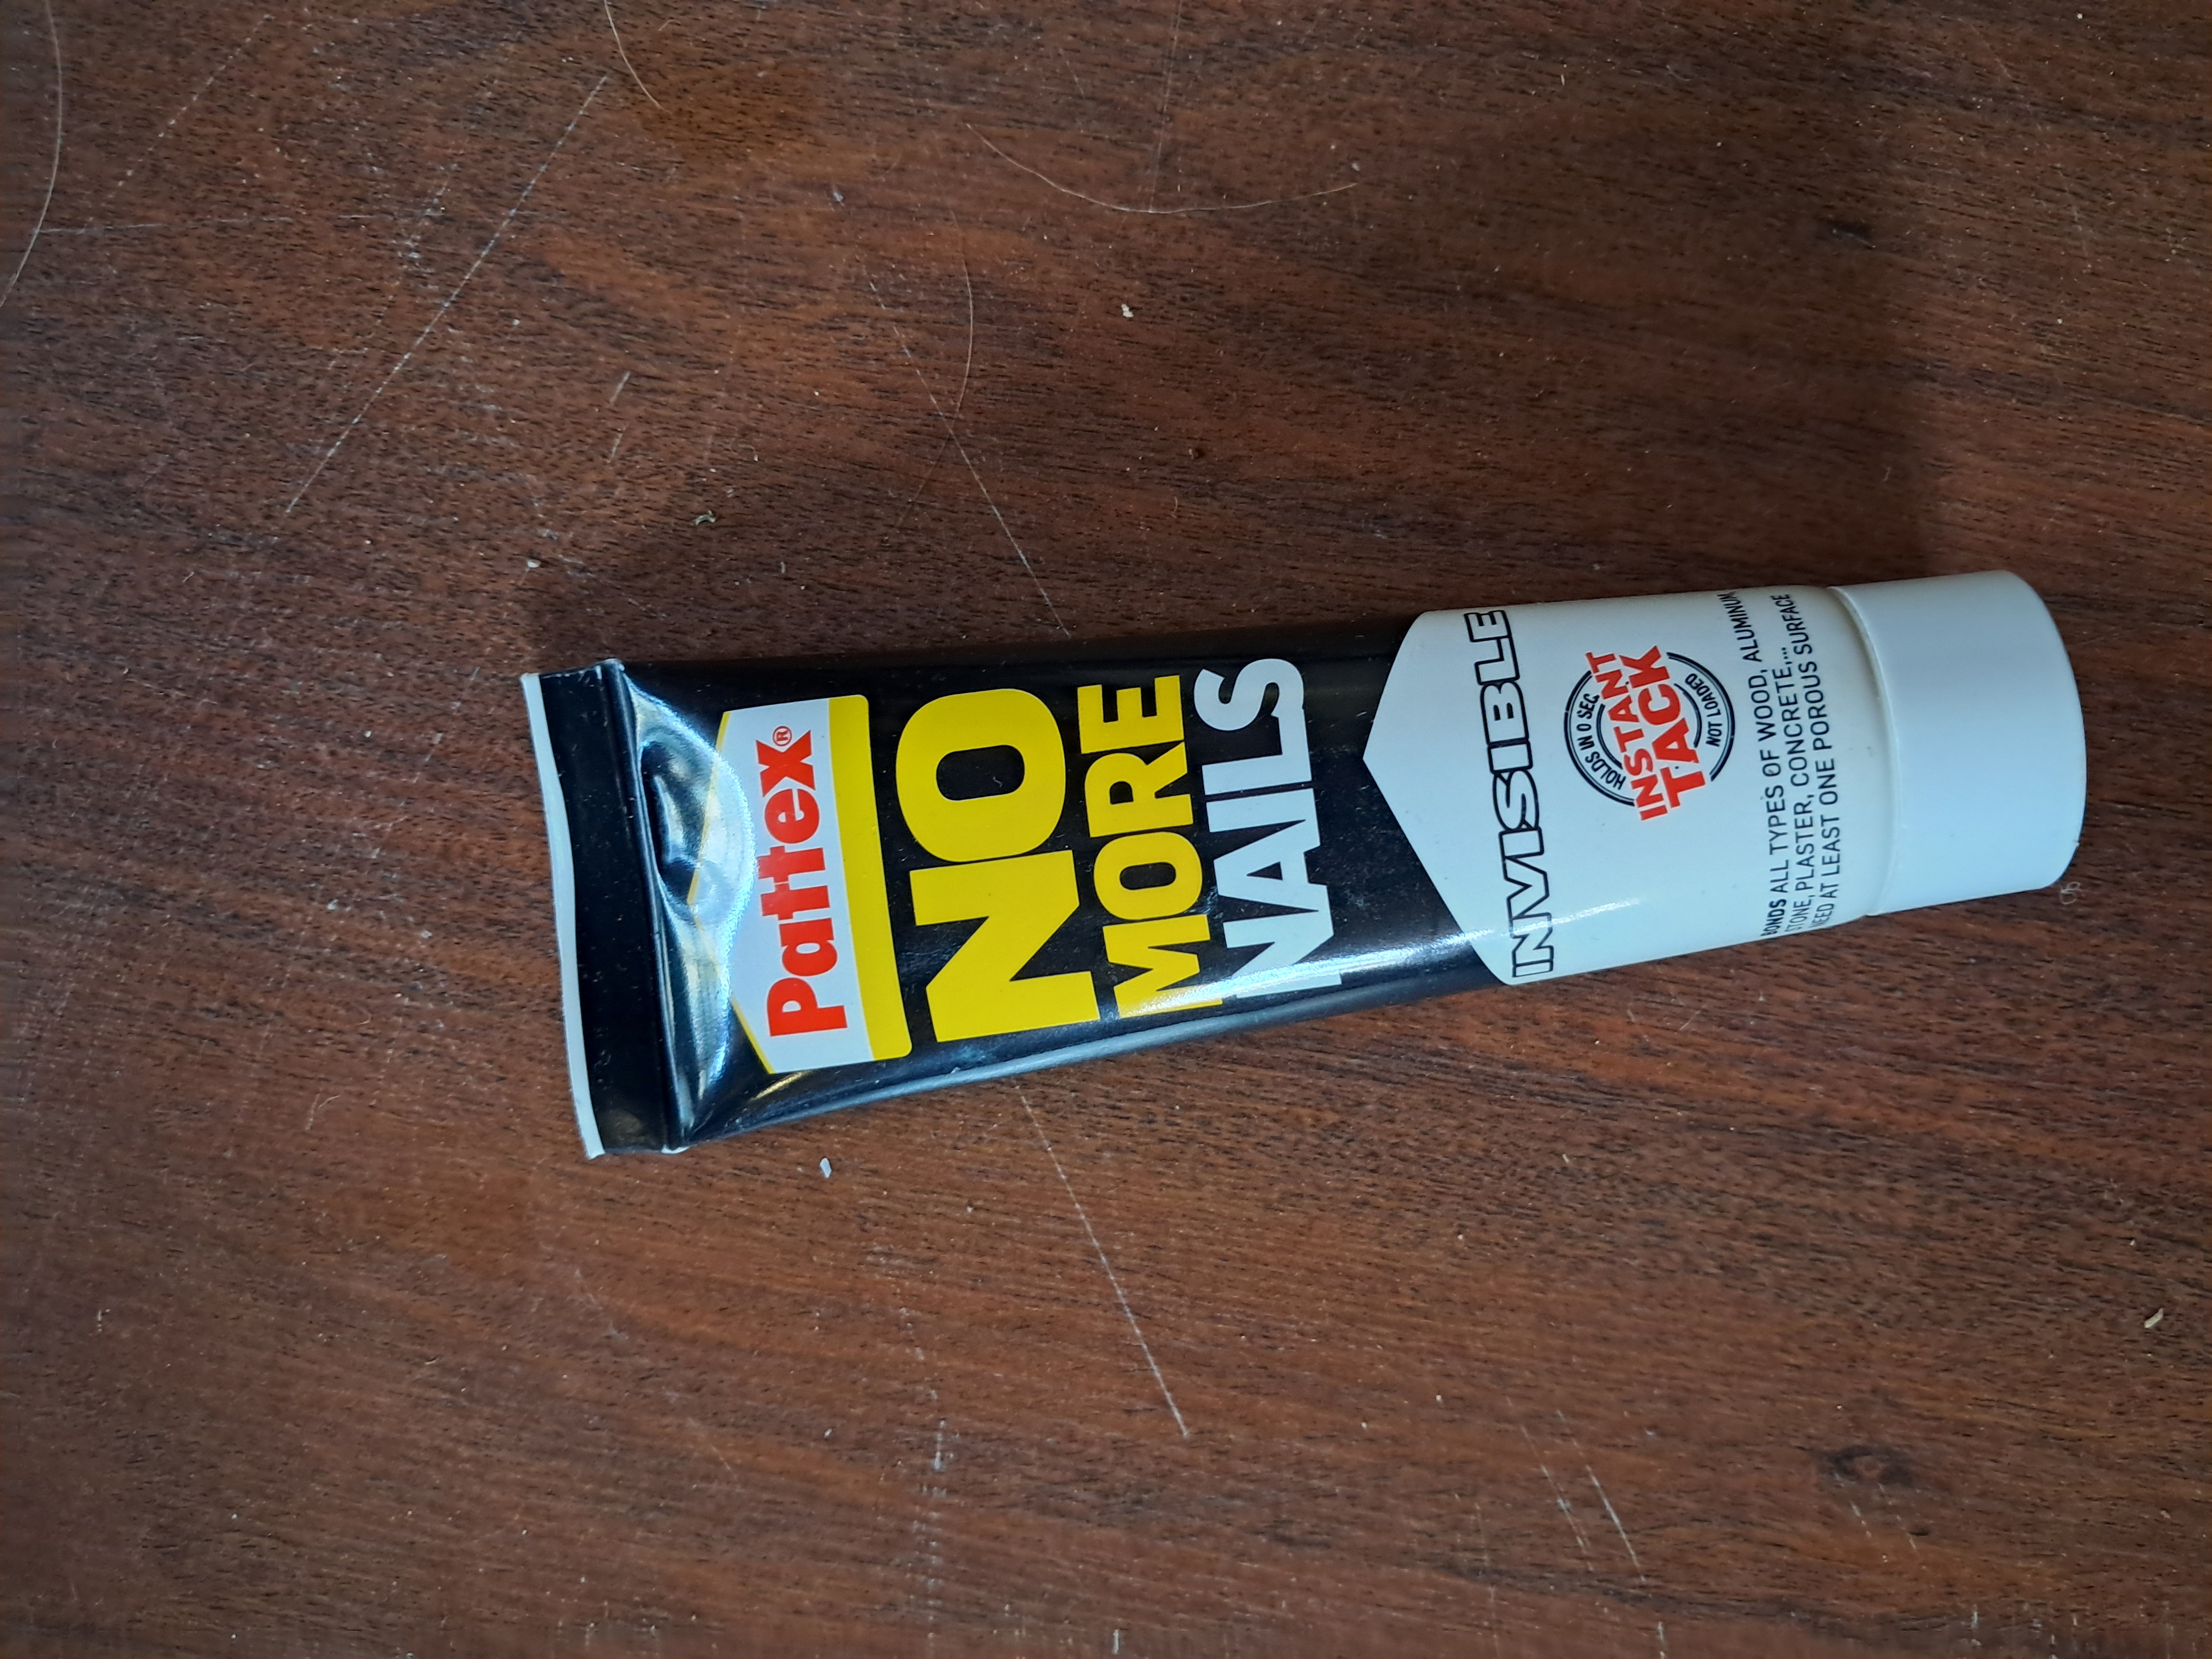 Pattex®
NO
MORE
NAILS
INVISIBLE
HOLDS IN 0 SEC
INSTANT
TACK
NOT LOADED
BONDS ALL TYPES OF WOOD, ALUMINUM
STONE, PLASTER, CONCRETE,...
NEED AT LEAST ONE POROUS SURFACE